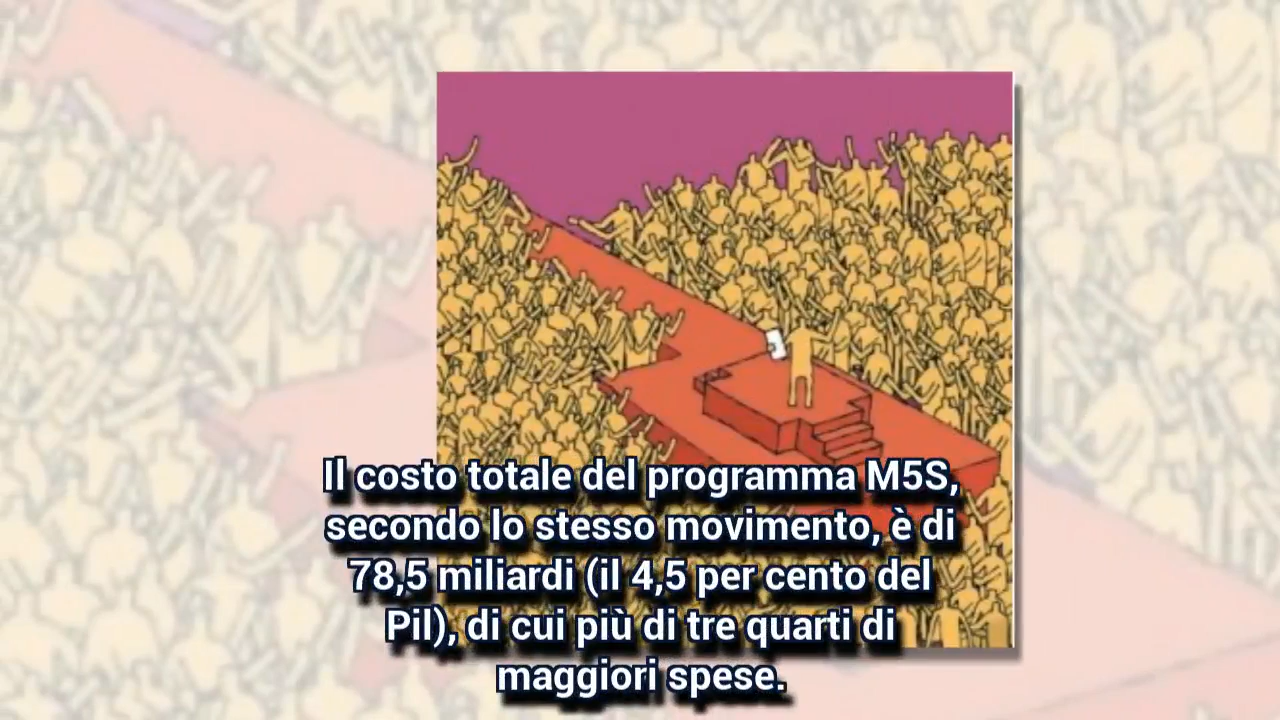 Il costo totale del programma M5S,
secondo lo stesso movimento, è di
78,5 miliardi (il 4,5 per cento del
Pil), di cui più di tre quarti di
maggiori spese.